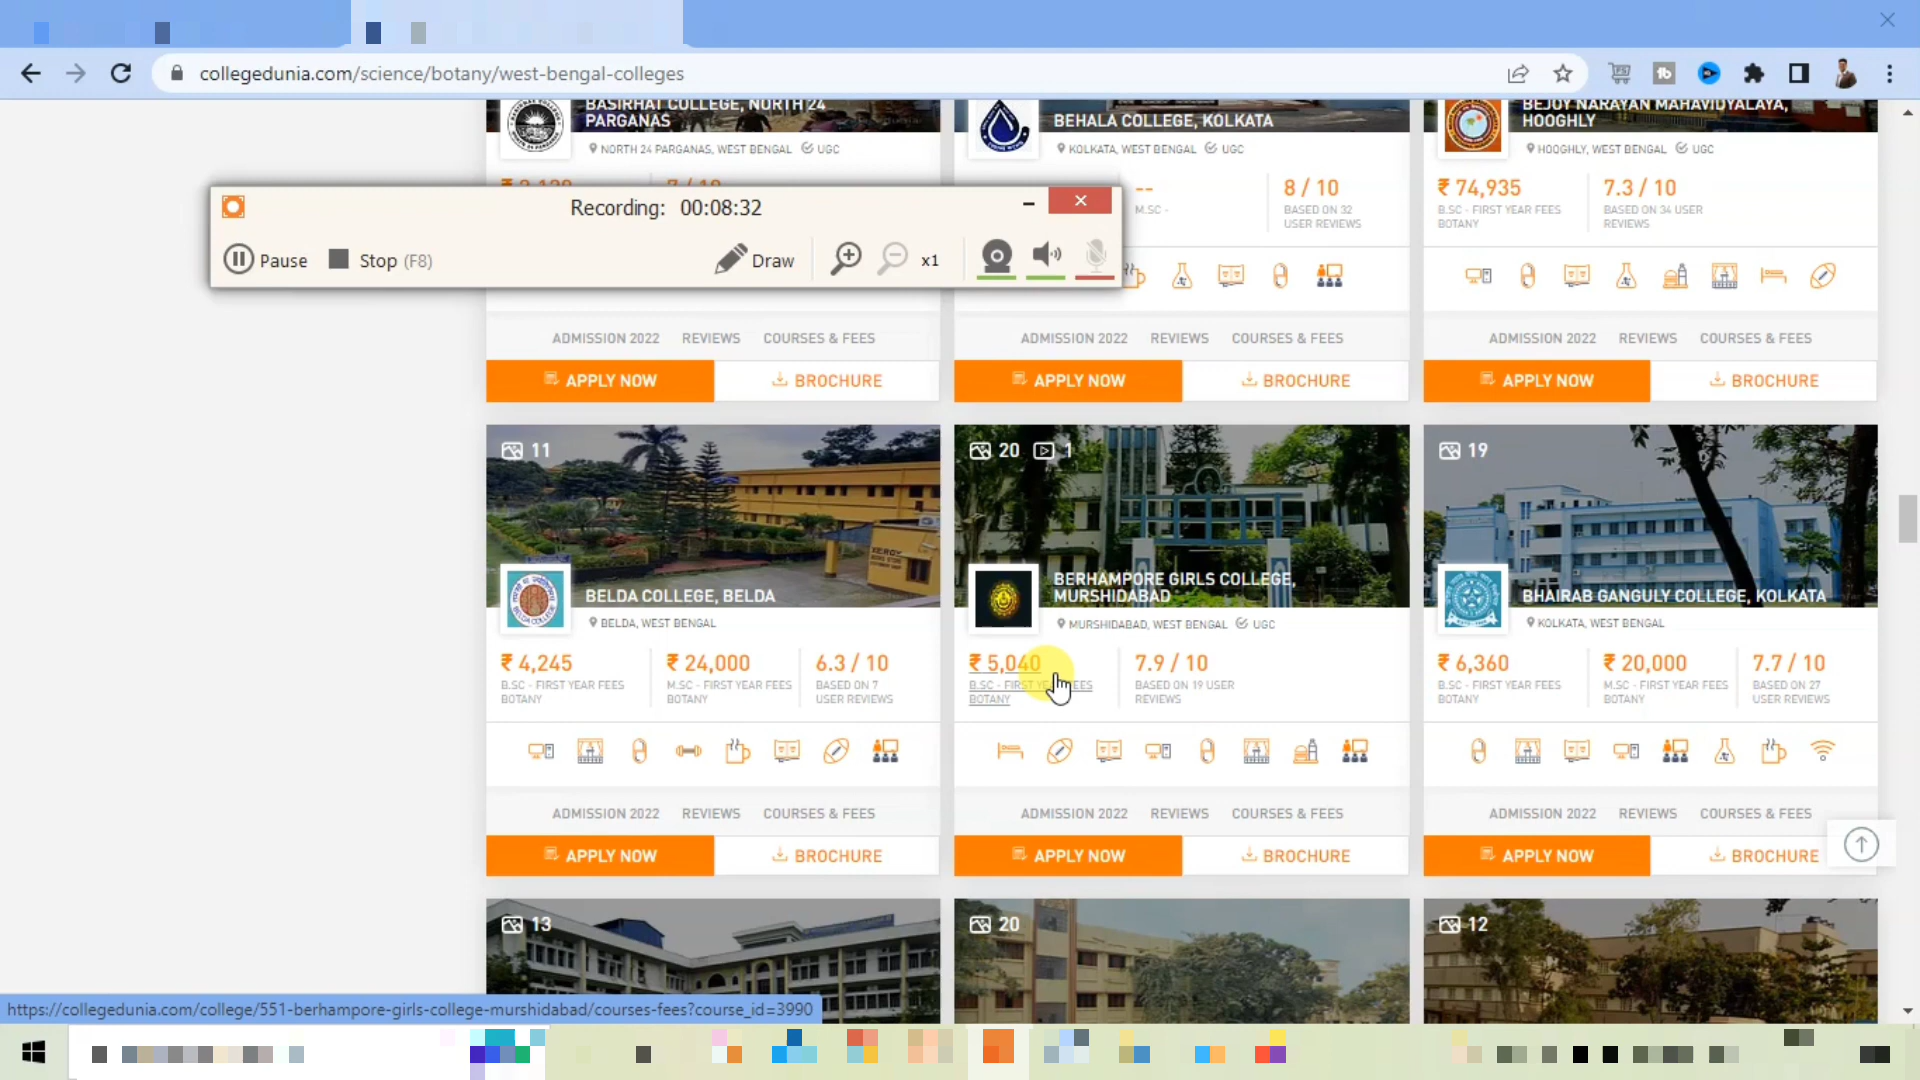 collegedunia.com/science/botany/west-bengal-colleges
BASIRHAT COLLEGE, NORTH 24
PARGANAS
NORTH 24 PARGANAS, WEST BENGAL UGC
BEHALA COLLEGE, KOLKATA
KOLKATA, WEST BENGAL UGC
BEJOY NARAYAN MAHAVIDYALAYA,
HOOGHLY
HOOGHLY, WEST BENGAL UGC
Recording: 00:08:32
Pause Stop (F8) Draw x1
-- 8 / 10
M.SC - BASED ON 32
USER REVIEWS
₹ 74,935 7.3 / 10
B.SC - FIRST YEAR FEES BASED ON 34 USER
BOTANY REVIEWS
ADMISSION 2022 REVIEWS COURSES & FEES
APPLY NOW BROCHURE
ADMISSION 2022 REVIEWS COURSES & FEES
APPLY NOW BROCHURE
ADMISSION 2022 REVIEWS COURSES & FEES
APPLY NOW BROCHURE
11
BELDA COLLEGE, BELDA
BELDA, WEST BENGAL
₹ 4,245 ₹ 24,000 6.3 / 10
B.SC - FIRST YEAR FEES M.SC - FIRST YEAR FEES BASED ON 7
BOTANY BOTANY USER REVIEWS
ADMISSION 2022 REVIEWS COURSES & FEES
APPLY NOW BROCHURE
20 1
BERHAMPORE GIRLS COLLEGE,
MURSHIDABAD
MURSHIDABAD, WEST BENGAL UGC
₹ 5,040 7.9 / 10
B.SC - FIRST YEAR FEES BASED ON 19 USER
BOTANY REVIEWS
ADMISSION 2022 REVIEWS COURSES & FEES
APPLY NOW BROCHURE
19
BHAIRAB GANGULY COLLEGE, KOLKATA
KOLKATA, WEST BENGAL
₹ 6,360 ₹ 20,000 7.7 / 10
B.SC - FIRST YEAR FEES M.SC - FIRST YEAR FEES BASED ON 27
BOTANY BOTANY USER REVIEWS
ADMISSION 2022 REVIEWS COURSES & FEES
APPLY NOW BROCHURE
13
20
12
https://collegedunia.com/college/551-berhampore-girls-college-murshidabad/courses-fees?course_id=3990